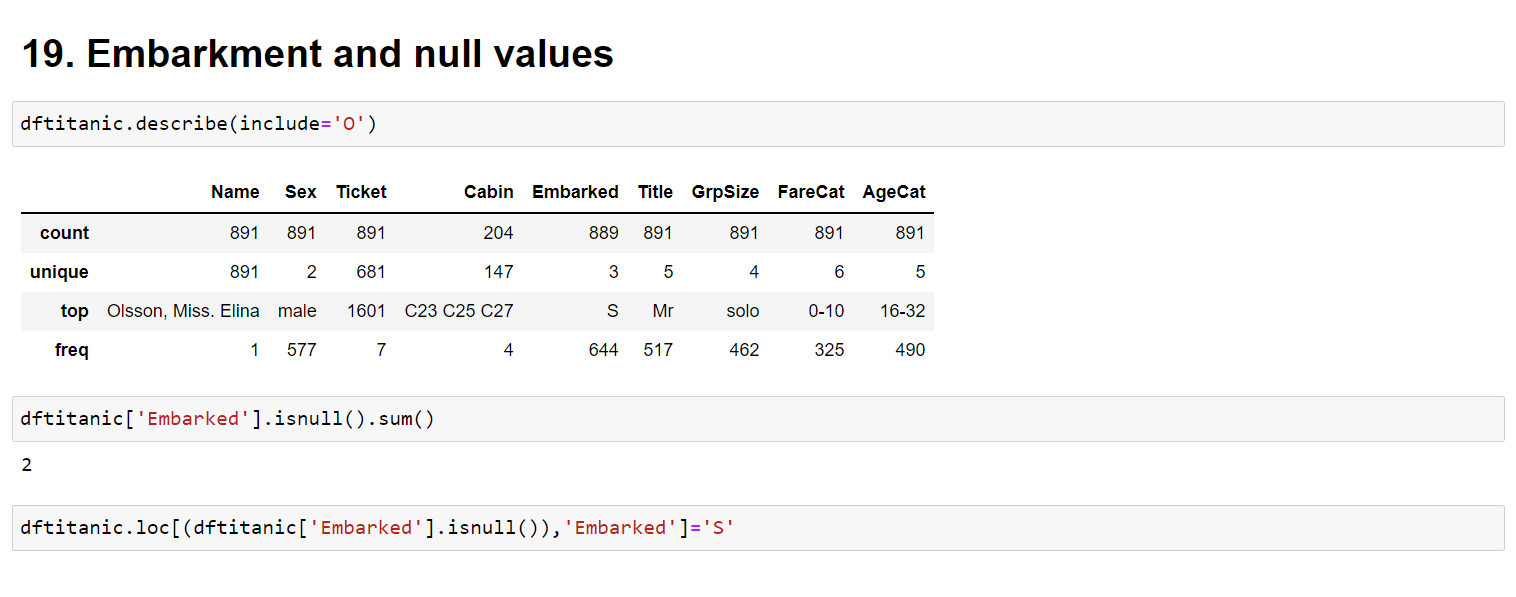 19. Embarkment and null values
dftitanic.describe(include='O')
Name Sex Ticket Cabin Embarked Title GrpSize FareCat AgeCat
count 891 891 891 204 889 891 891 891 891
unique 891 2 681 147 3 5 4 6 5
top Olsson, Miss. Elina male 1601 C23 C25 C27 S Mr solo 0-10 16-32
freq 1 577 7 4 644 517 462 325 490
dftitanic['Embarked'].isnull().sum()
2
dftitanic.loc[(dftitanic['Embarked'].isnull()),'Embarked']='S'